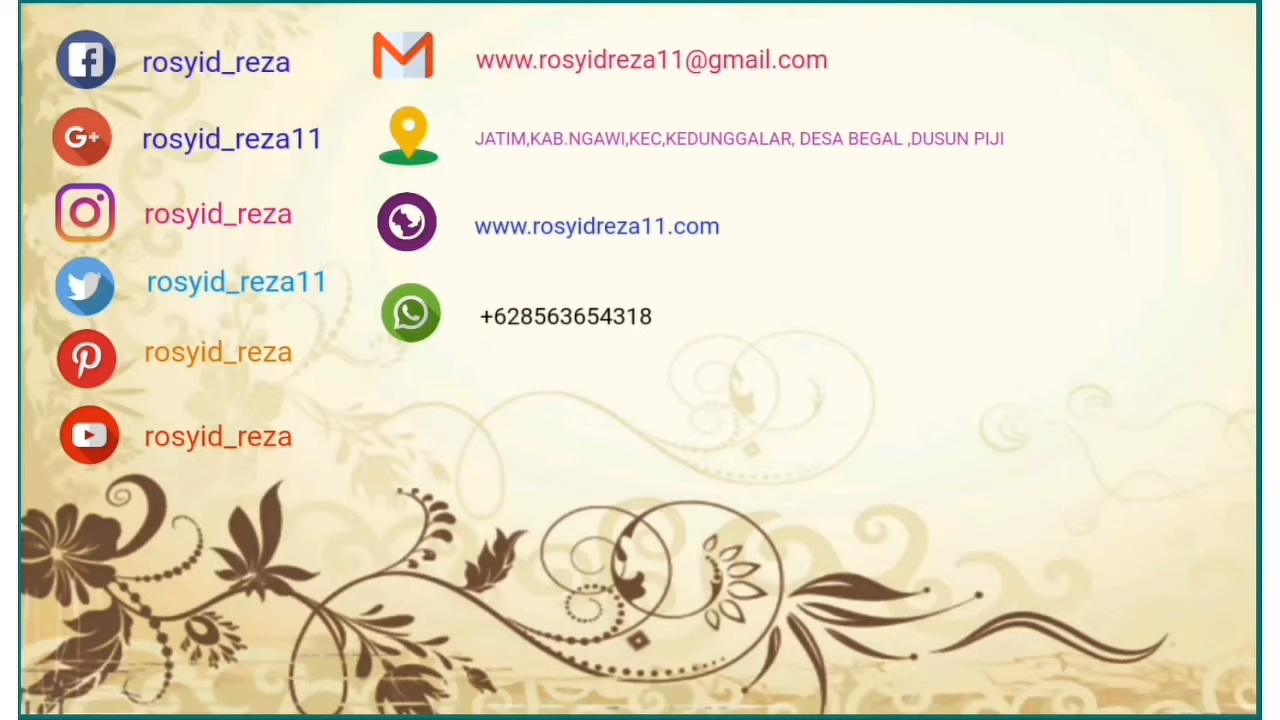 rosyid_reza
rosyid_reza11
rosyid_reza
rosyid_reza11
rosyid_reza
rosyid_reza
www.rosyidreza11@gmail.com
JATIM,KAB.NGAWI,KEC,KEDUNGGALAR, DESA BEGAL ,DUSUN PIJI
www.rosyidreza11.com
+628563654318